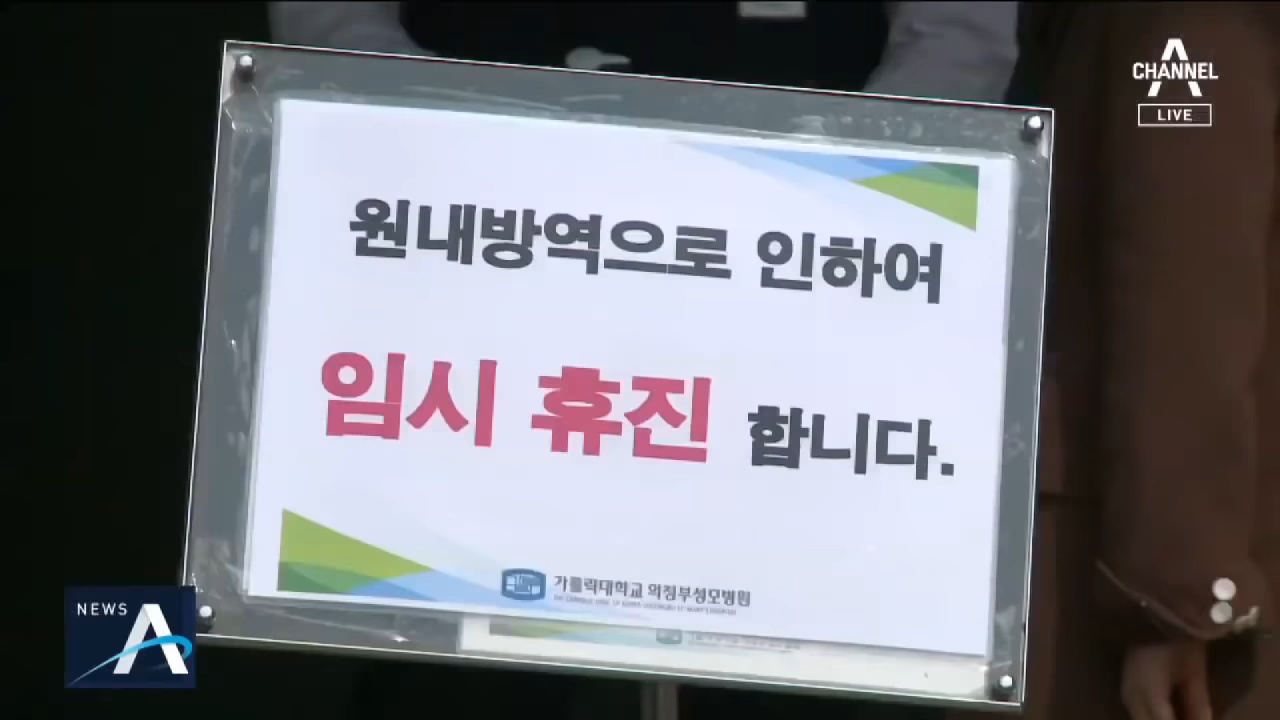 CHANNEL A
LIVE
원내방역으로 인하여
임시 휴진 합니다.
가톨릭대학교 의정부성모병원
NEWS A